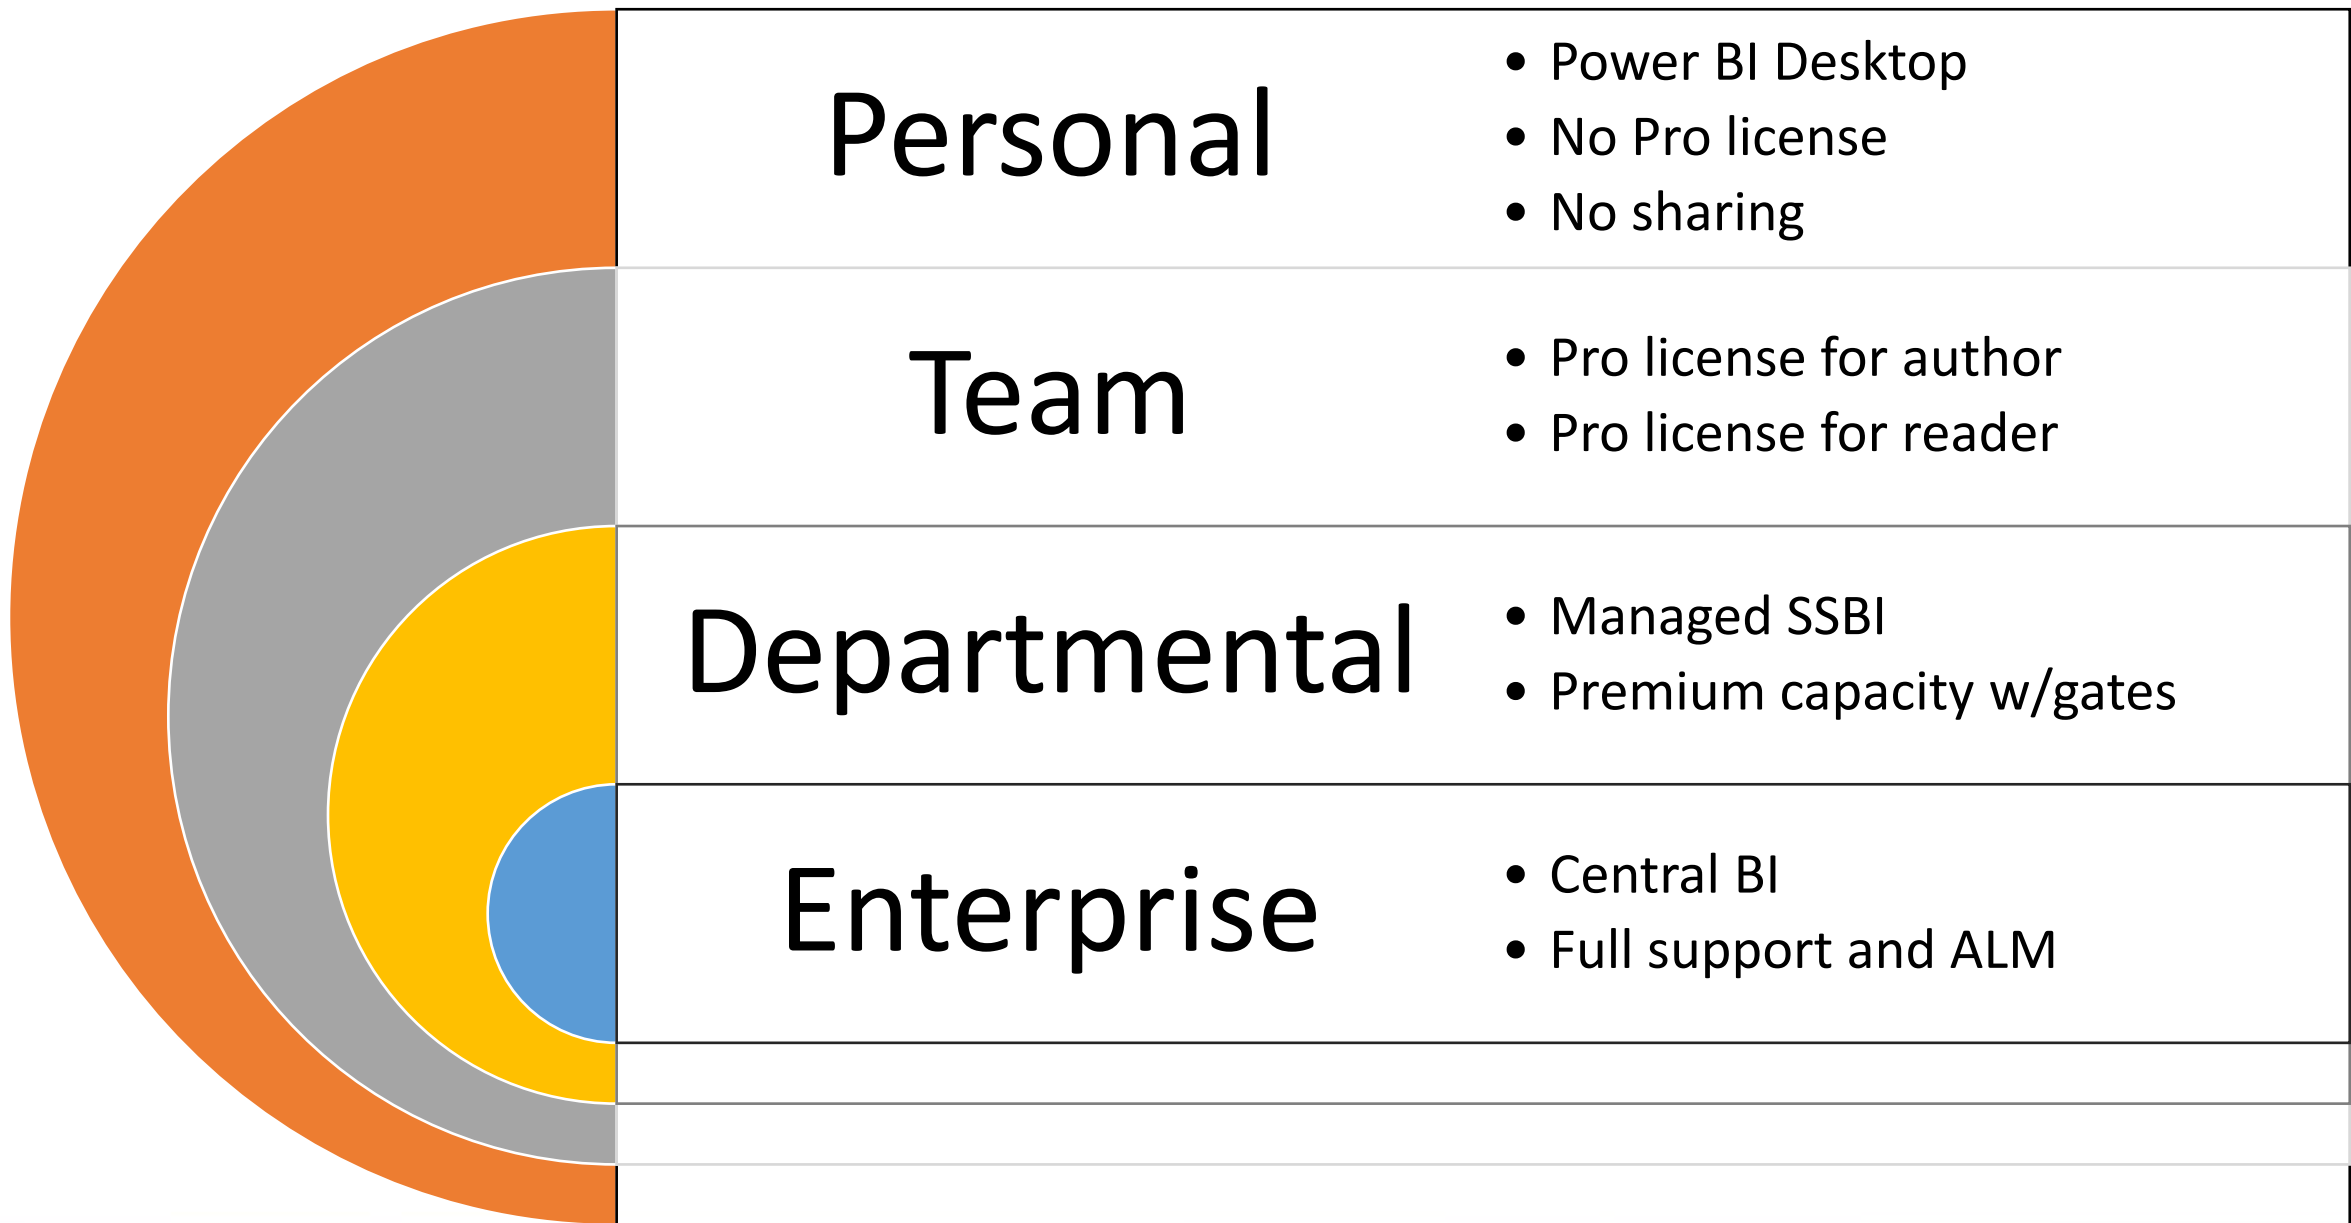 Personal
• Power BI Desktop
• No Pro license
• No sharing
Team
• Pro license for author
• Pro license for reader
Departmental
• Managed SSBI
• Premium capacity w/gates
Enterprise
• Central BI
• Full support and ALM